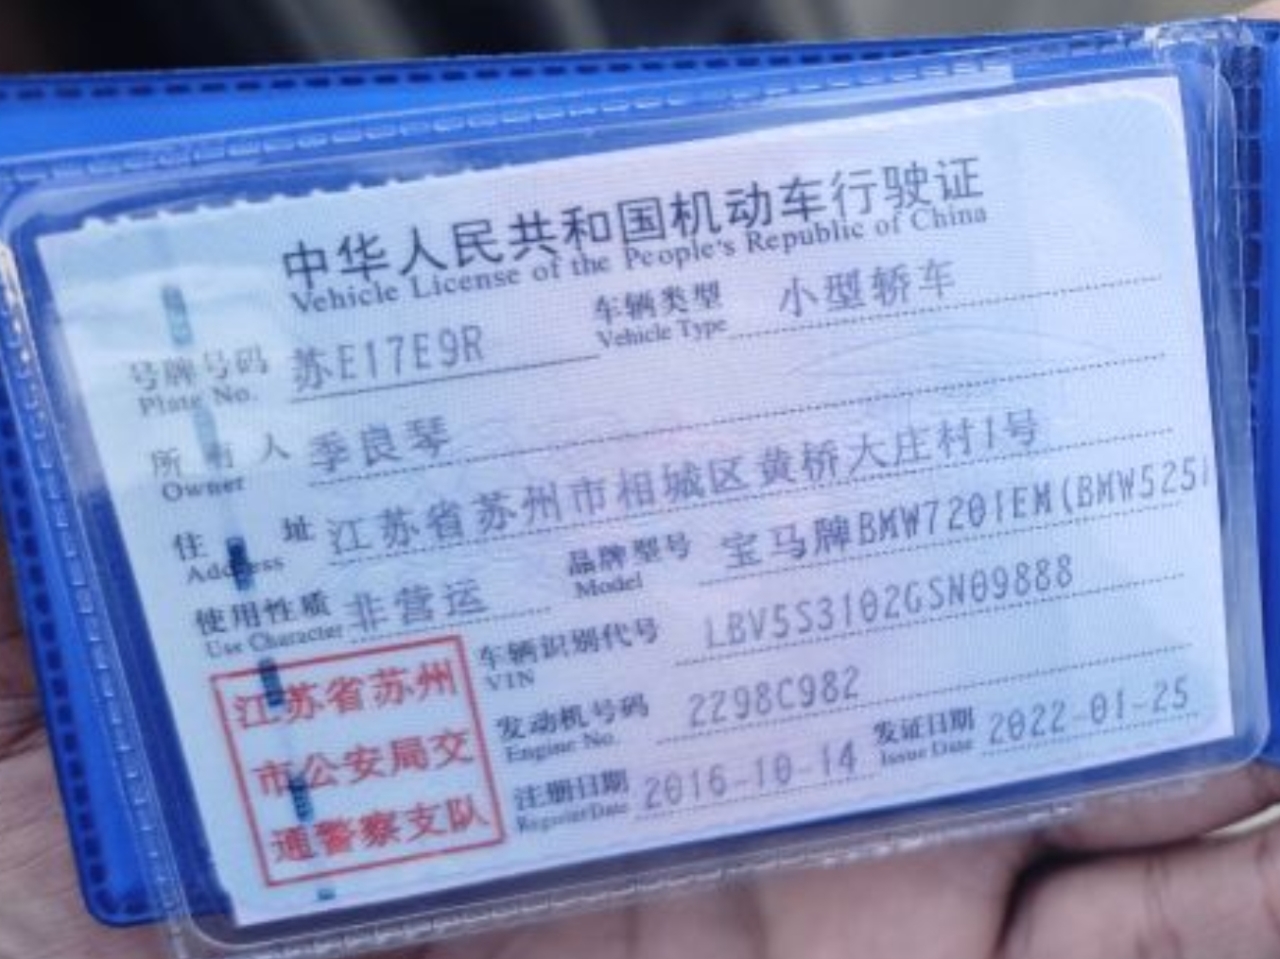 中华人民共和国机动车行驶证
Vehicle License of the People's Republic of China
号牌号码 苏E17E9R 车辆类型 小型轿车
Plate No. Vehicle Type
所有人 季良琴
Owner
住址 江苏省苏州市相城区黄桥大庄村1号
Address
使用性质 非营运 品牌型号 宝马牌BMW7201EM(BMW525l
Use Character Model
车辆识别代号 LBV5S3102GSN09888
VIN
发动机号码 2298C982
Engine No.
注册日期 2016-10-14 发证日期 2022-01-25
Register Date Issue Date
江苏省苏州
市公安局交
通警察支队